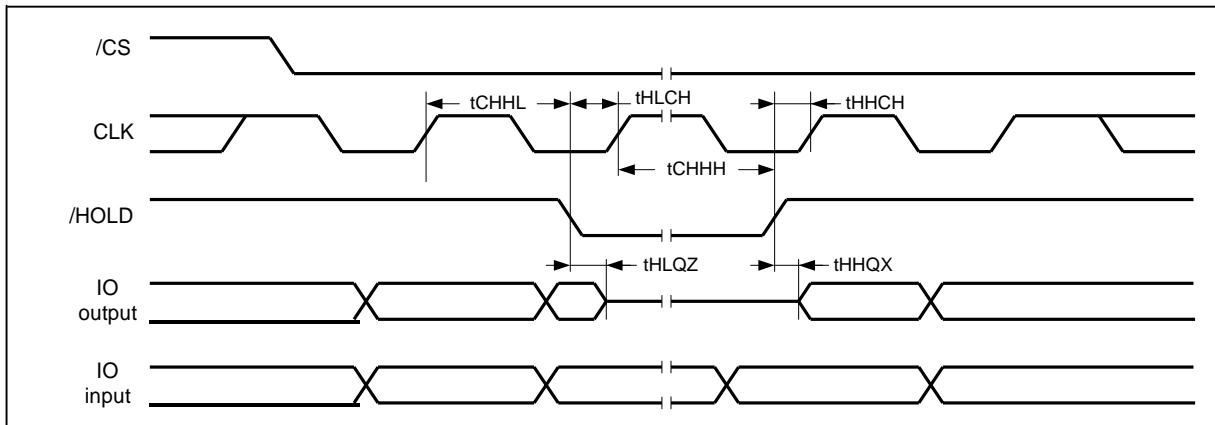 /CS
tCHHL
tHLCH
tHHCH
CLK
tCHHH
/HOLD
tHLQZ
tHHQX
IO
output
IO
input